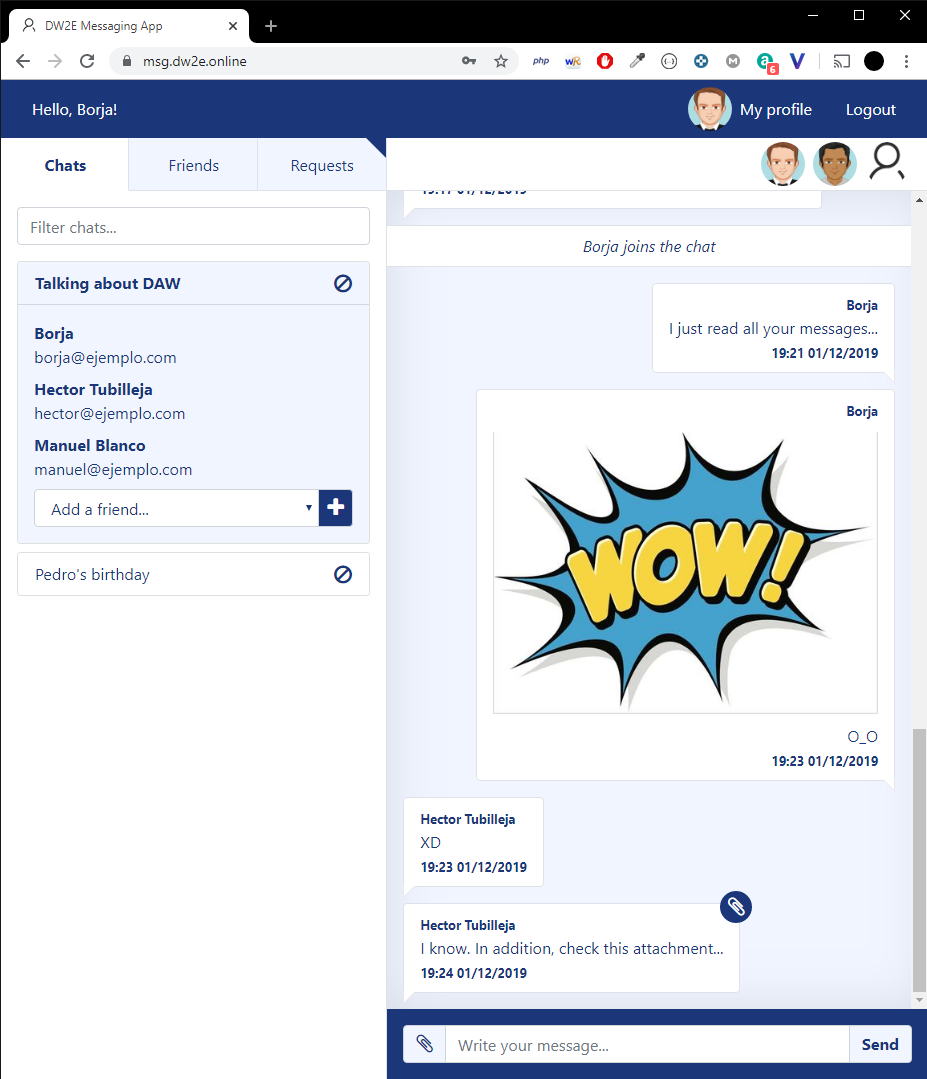 DW2E Messaging App
msg.dw2e.online
php
M
a
6
V
Hello, Borja!
My profile
Logout
Chats
Friends
Requests
Filter chats...
Talking about DAW
Borja
borja@ejemplo.com
Hector Tubilleja
hector@ejemplo.com
Manuel Blanco
manuel@ejemplo.com
Add a friend...
Pedro's birthday
01/12/2019
Borja joins the chat
Borja
I just read all your messages...
19:21 01/12/2019
Borja
WOW!
O_O
19:23 01/12/2019
Hector Tubilleja
XD
19:23 01/12/2019
Hector Tubilleja
I know. In addition, check this attachment...
19:24 01/12/2019
Write your message...
Send